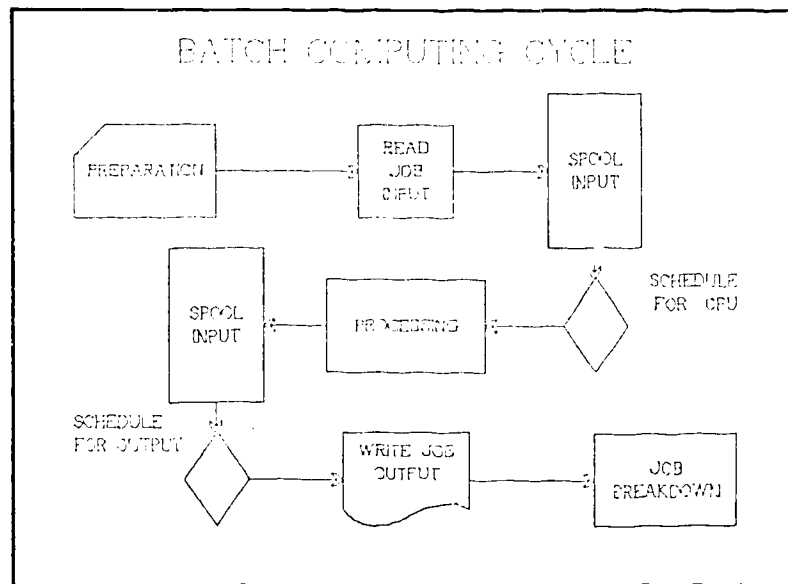 BATCH COMPUTING CYCLE
PREPARATION
READ
JOB
INPUT
SPOOL
INPUT
SCHEDULE
FOR CPU
PROCESSING
SPOOL
INPUT
SCHEDULE
FOR OUTPUT
WRITE JOB
OUTPUT
JOB
BREAKDOWN